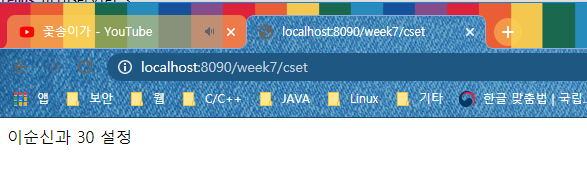 꽃송이가 - YouTube
localhost:8090/week7/cset
localhost:8090/week7/cset
앱 보안 웹 C/C++ JAVA Linux 기타 한글 맞춤법 | 국립...
이순신과 30 설정